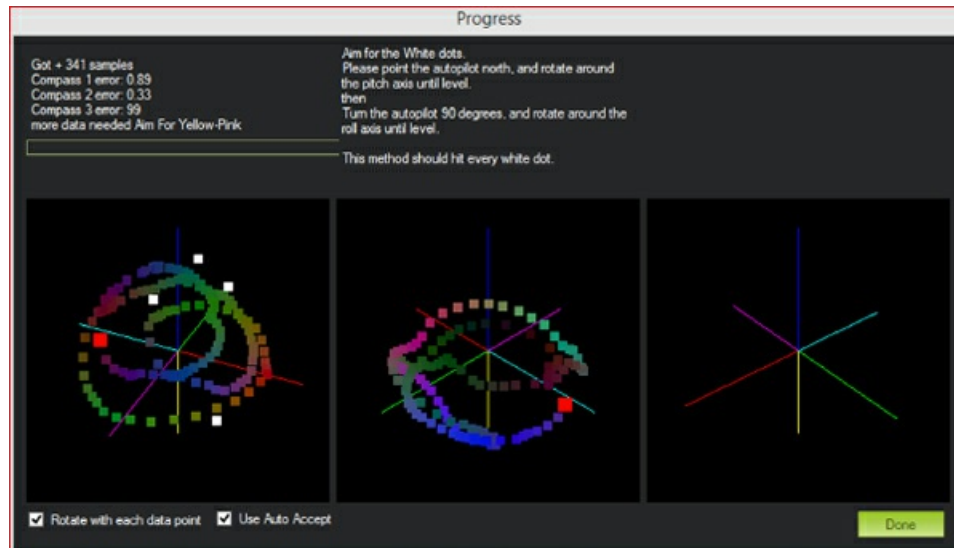 Progress
Got + 341 samples
Compass 1 error: 0.89
Compass 2 error: 0.33
Compass 3 error: 99
more data needed Aim For Yellow-Pink
Aim for the White dots.
Please point the autopilot north, and rotate around
the pitch axis until level.
then
Turn the autopilot 90 degrees, and rotate around the
roll axis until level.
This method should hit every white dot.
Rotate with each data point
Use Auto Accept
Done